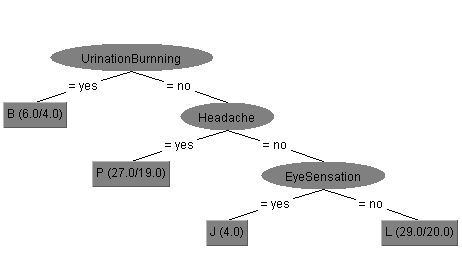 UrinationBurnning
= yes
= no
B (6.0/4.0)
Headache
= yes
= no
P (27.0/19.0)
EyeSensation
= yes
= no
J (4.0)
L (29.0/20.0)